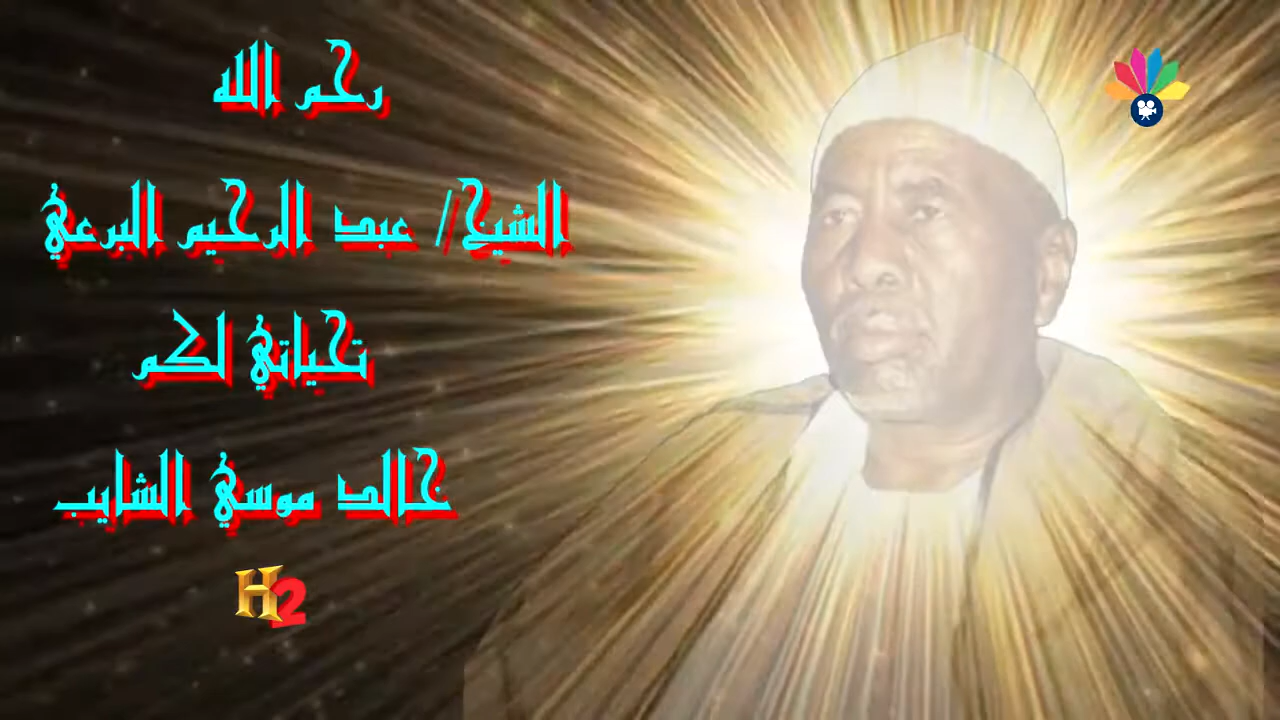 رحم الله
الشيخ/ عبد الرحيم البرعي
تحياتي لكم
خالد موسي الشايب
H2